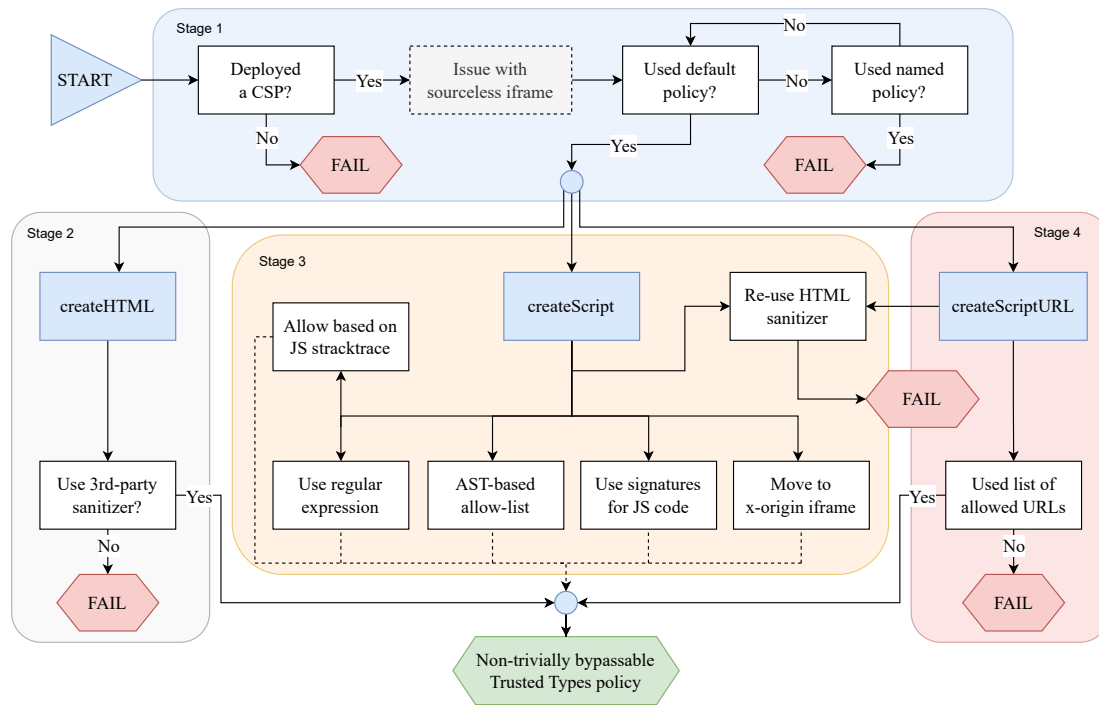 Stage 1
START
Deployed
a CSP?
Yes
Issue with
sourceless iframe
Used default
policy?
No
No
Used named
policy?
No
FAIL
Yes
FAIL
Yes
Stage 2
createHTML
Use 3rd-party
sanitizer?
Yes
No
FAIL
Stage 3
createScript
Allow based on
JS stracktrace
Re-use HTML
sanitizer
FAIL
Use regular
expression
AST-based
allow-list
Use signatures
for JS code
Move to
x-origin iframe
Stage 4
createScriptURL
Used list of
allowed URLs
Yes
No
FAIL
Non-trivially bypassable
Trusted Types policy